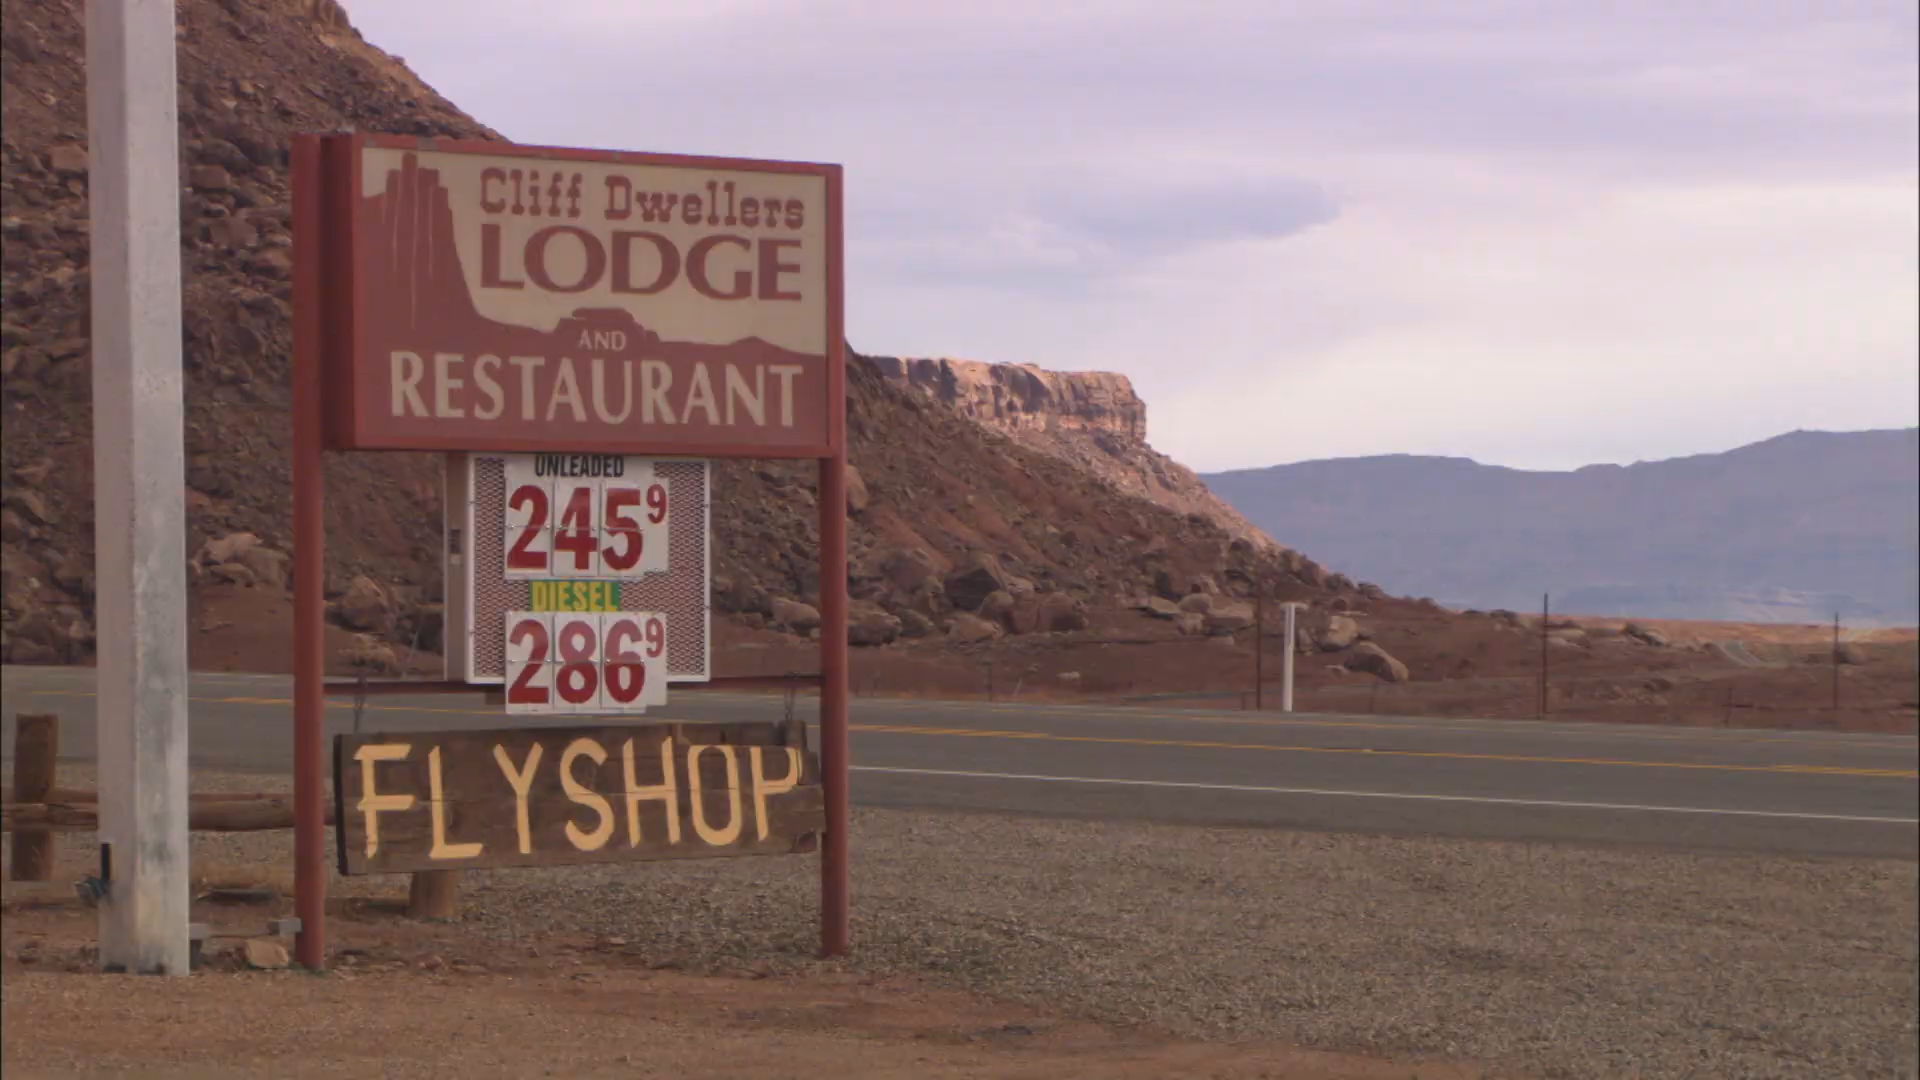 Cliff Dwellers
LODGE
AND
RESTAURANT
UNLEADED
245 9
DIESEL
286 9
FLYSHOP